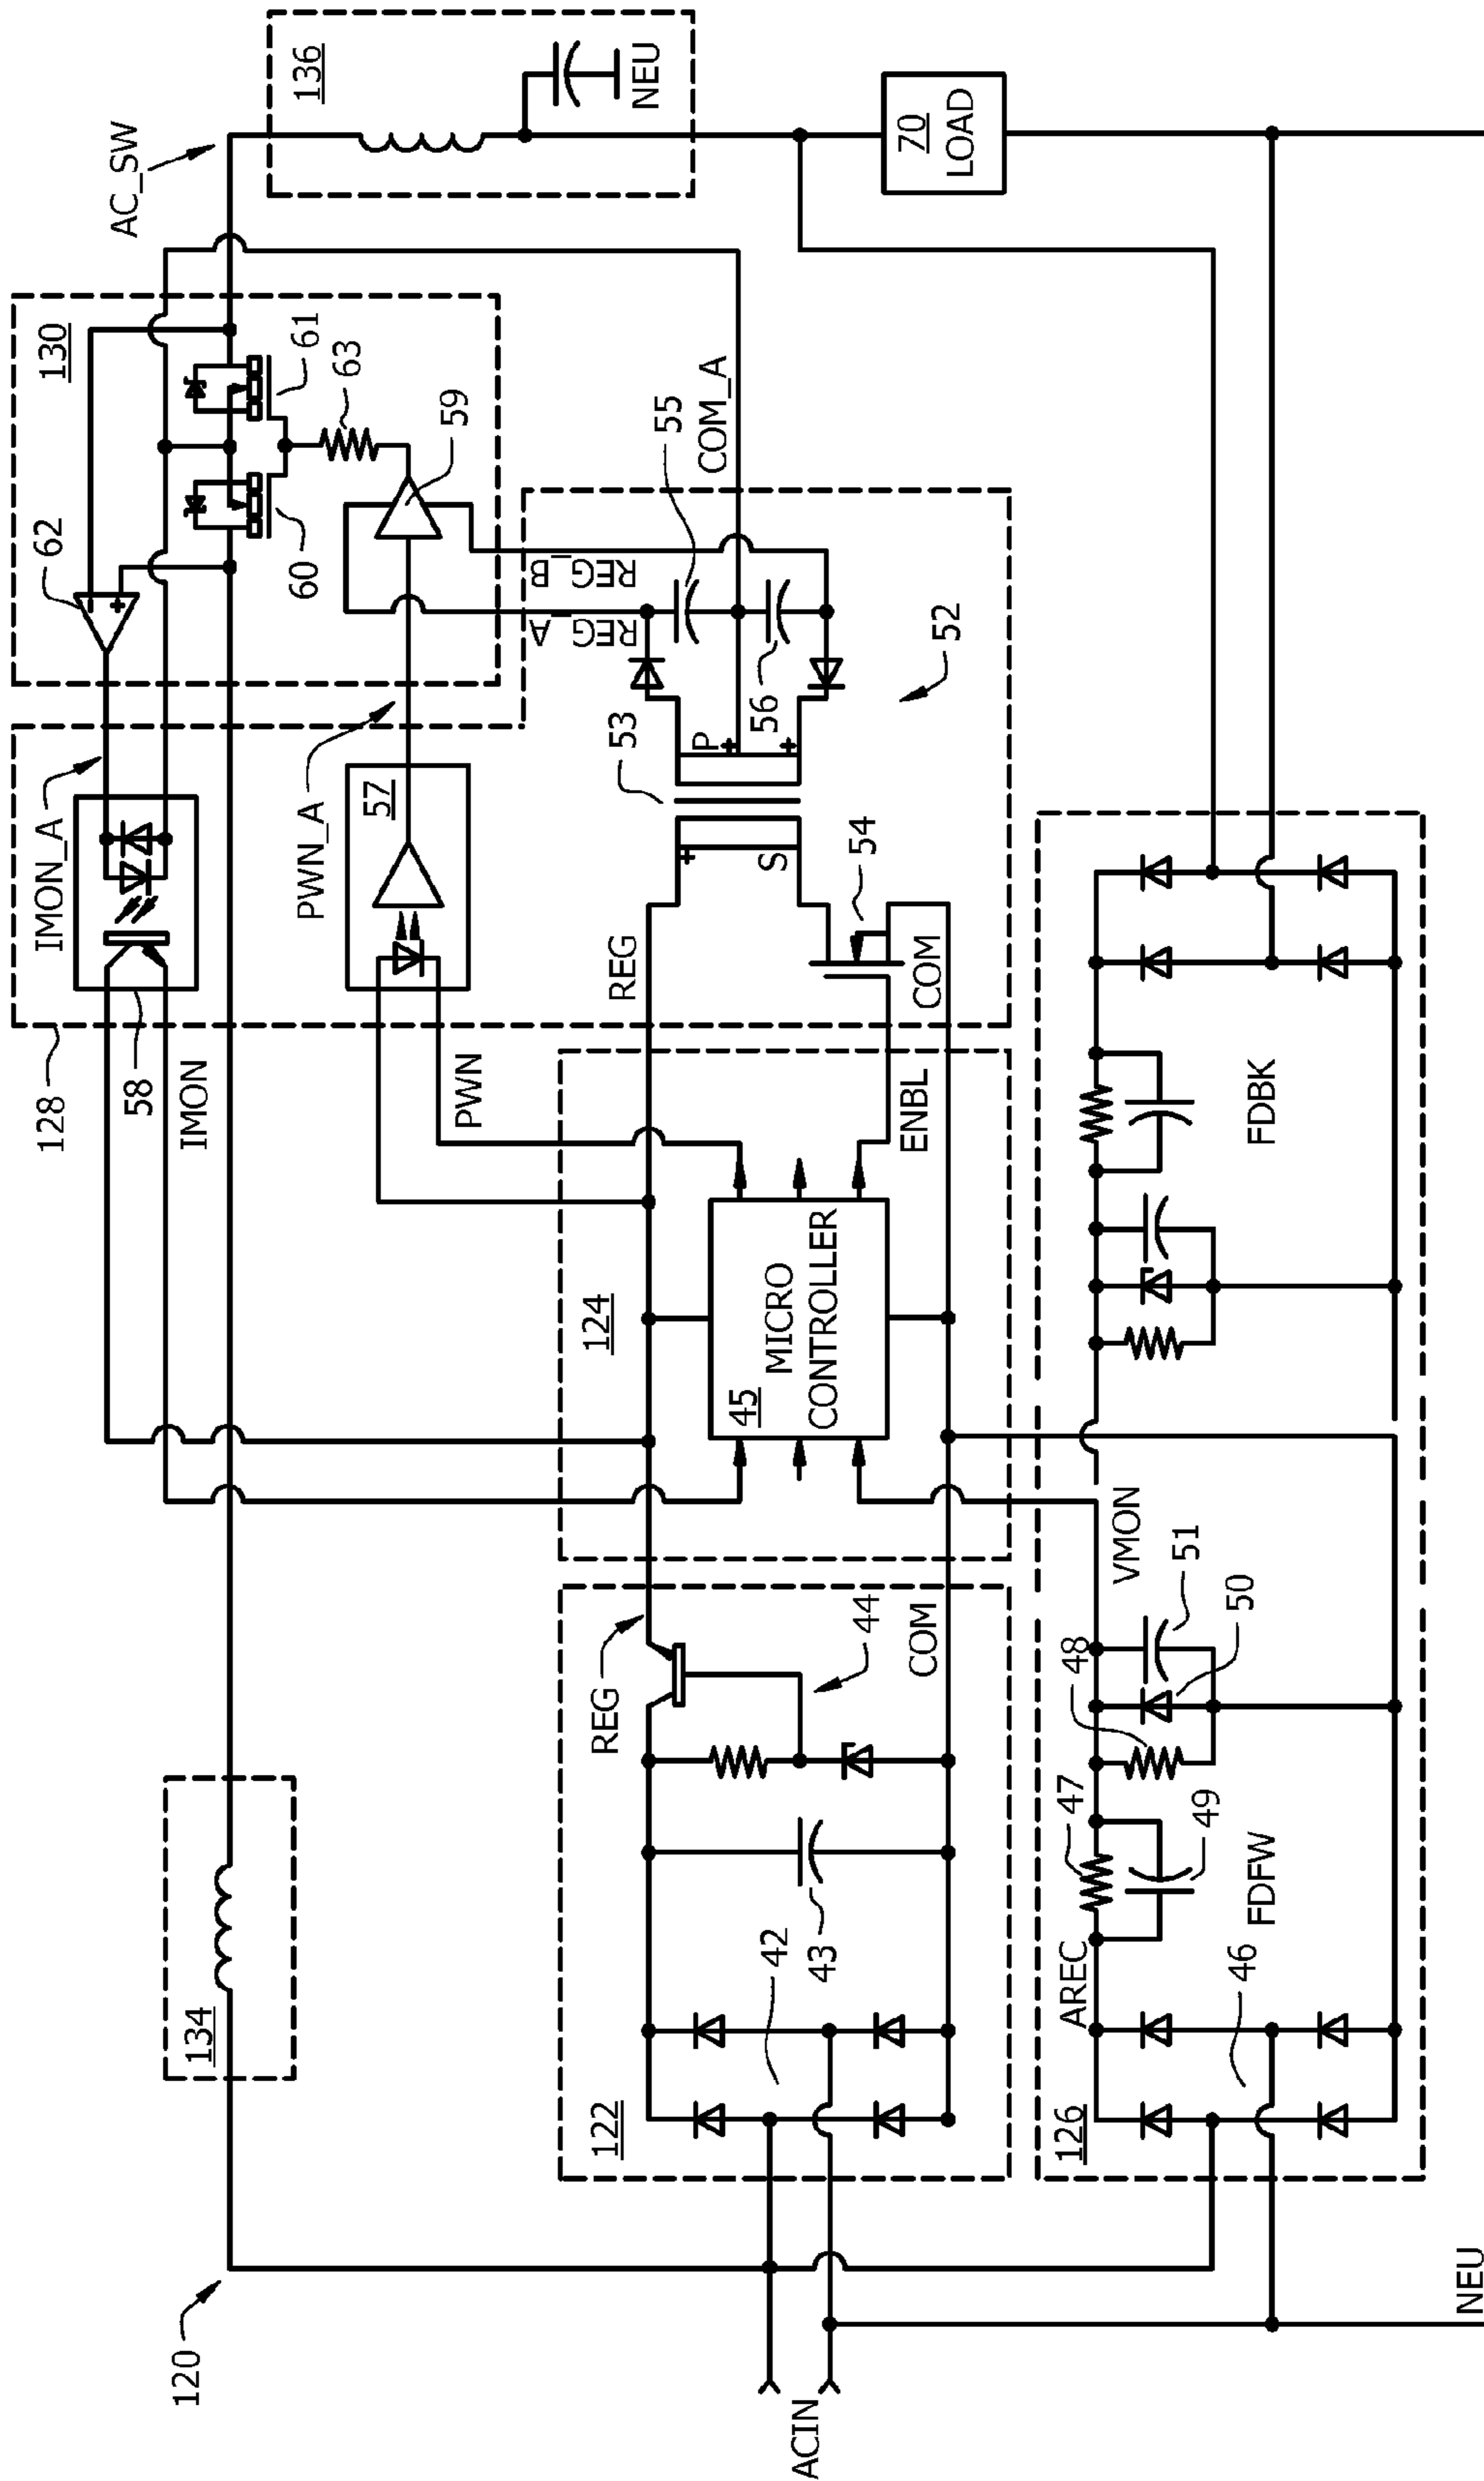 120
134
AC_SW
136
NEU
130
62
60
61
63
59
IMON_A
58
128
IMON
PWN_A
57
PWN
REG_A
REG_B
55
COM_A
53
P
+
+
+
S
56
52
54
REG
COM
ENBL
124
45
MICRO
CONTROLLER
REG
44
COM
42
43
122
ACIN
70
LOAD
VMON
AREC
47
48
49
50
51
FDFW
46
126
FDBK
NEU